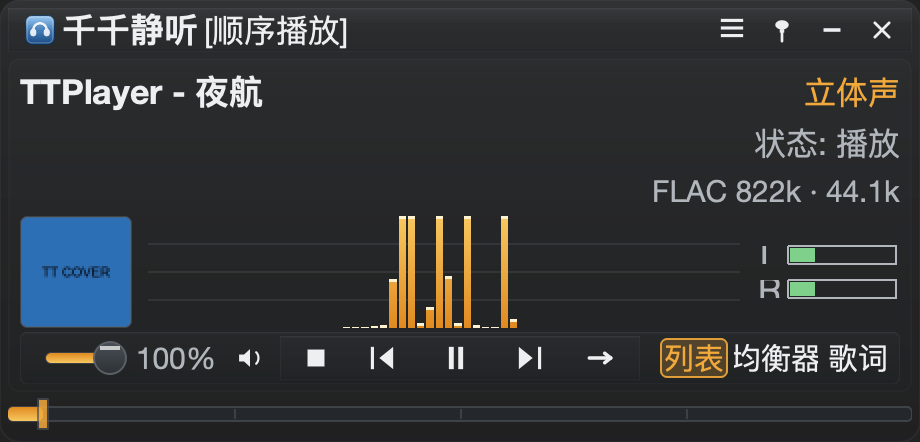 千千静听 [顺序播放]
TTPlayer - 夜航
立体声
状态: 播放
FLAC 822k · 44.1k
TT COVER
R
100%
列表 均衡器 歌词